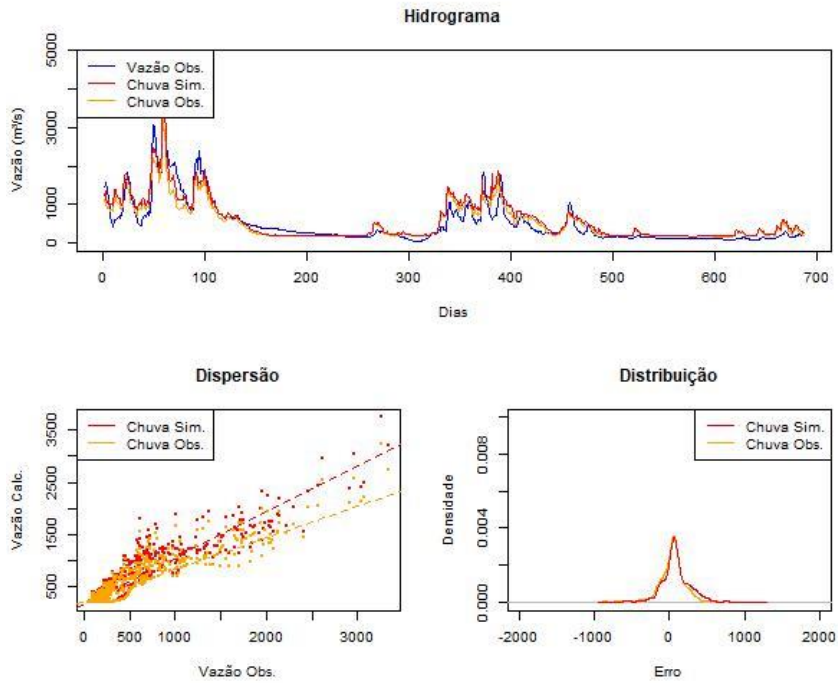 Hidrograma
5000
3000
1000
0
Vazão (m³/s)
Vazão Obs.
Chuva Sim.
Chuva Obs.
0 100 200 300 400 500 600 700
Dias
Dispersão
3500
2500
1500
500
Vazão Calc.
Chuva Sim.
Chuva Obs.
0 500 1000 2000 3000
Vazão Obs.
Distribuição
0.008
0.004
0.000
Densidade
Chuva Sim.
Chuva Obs.
-2000 -1000 0 1000 2000
Erro